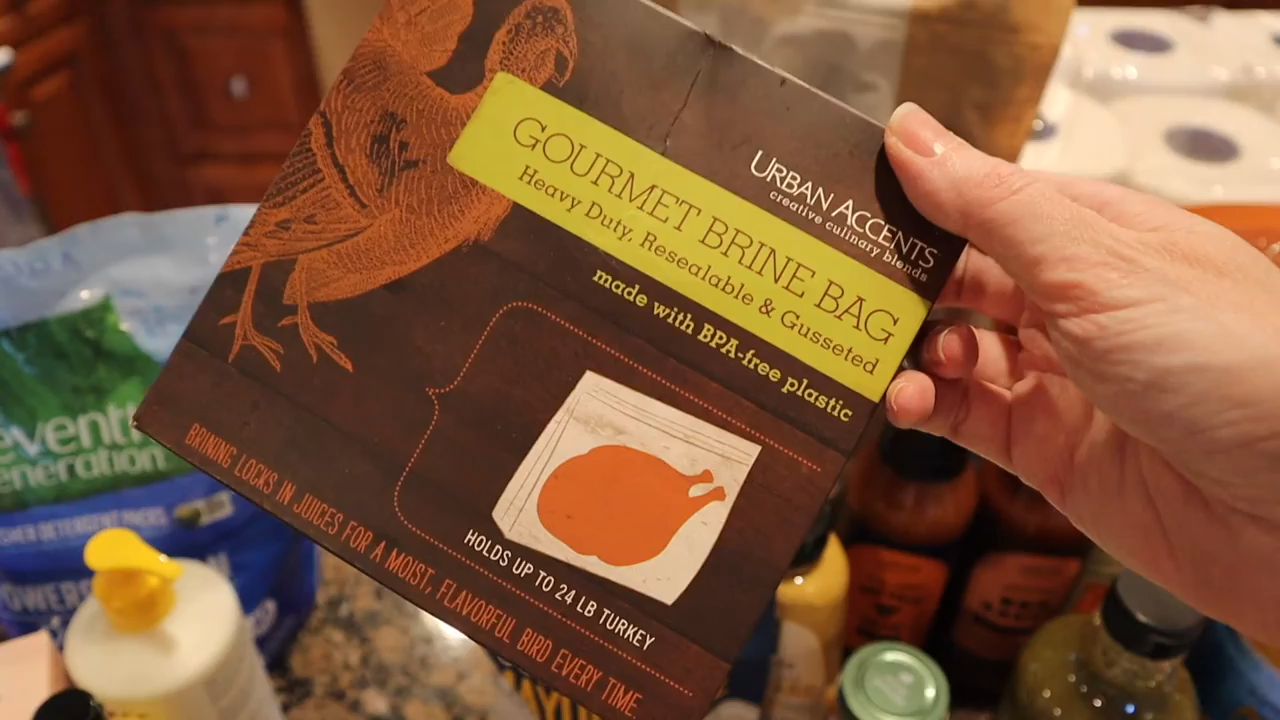 URBAN ACCENTS
creative culinary blends
GOURMET BRINE BAG
Heavy Duty, Resealable & Gusseted
made with BPA-free plastic
HOLDS UP TO 24 LB TURKEY
BRINING LOCKS IN JUICES FOR A MOIST, FLAVORFUL BIRD EVERY TIME.
eventh
eneration